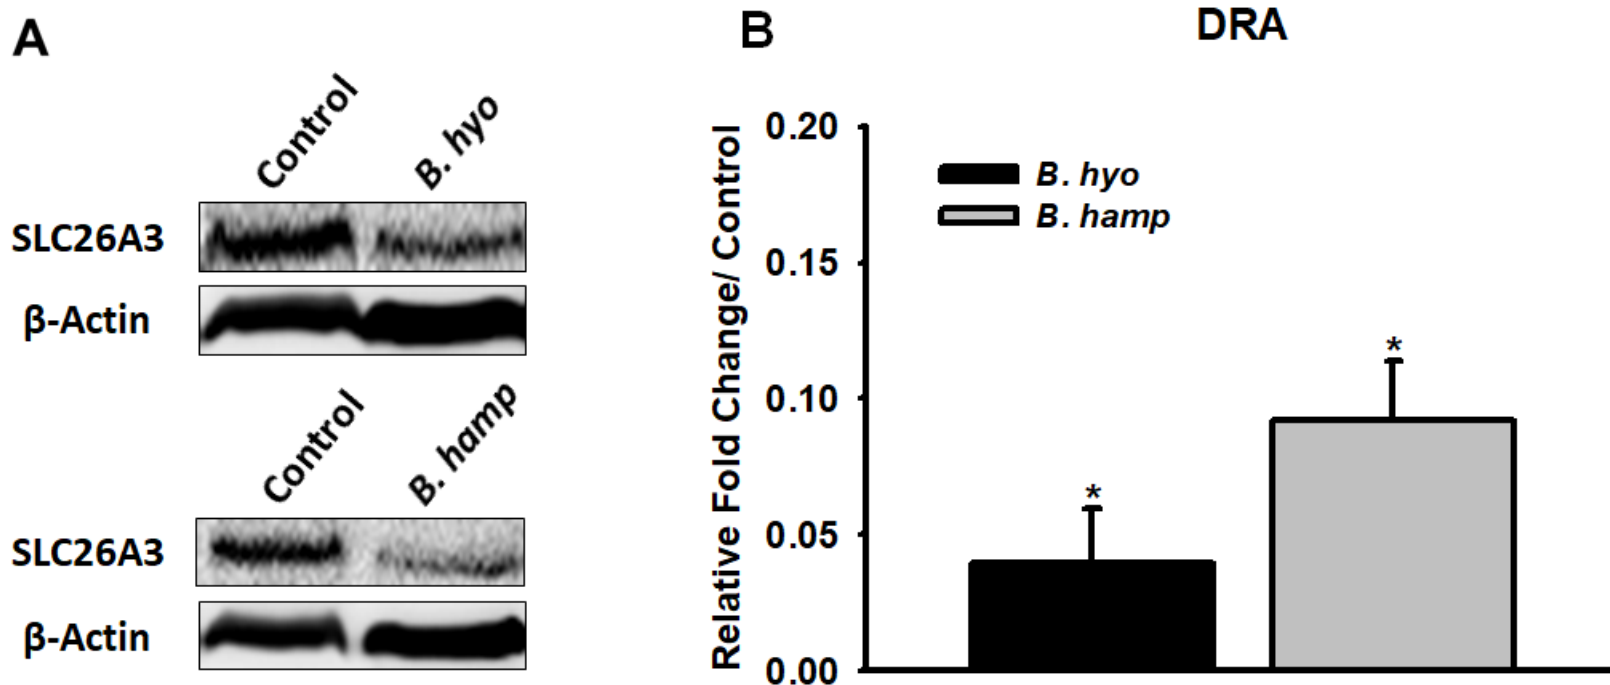 A
Control
B. hyo
SLC26A3
β-Actin
Control
B. hamp
SLC26A3
β-Actin
B
DRA
Relative Fold Change/ Control
0.20
0.15
0.10
0.05
0.00
B. hyo
B. hamp
*
*